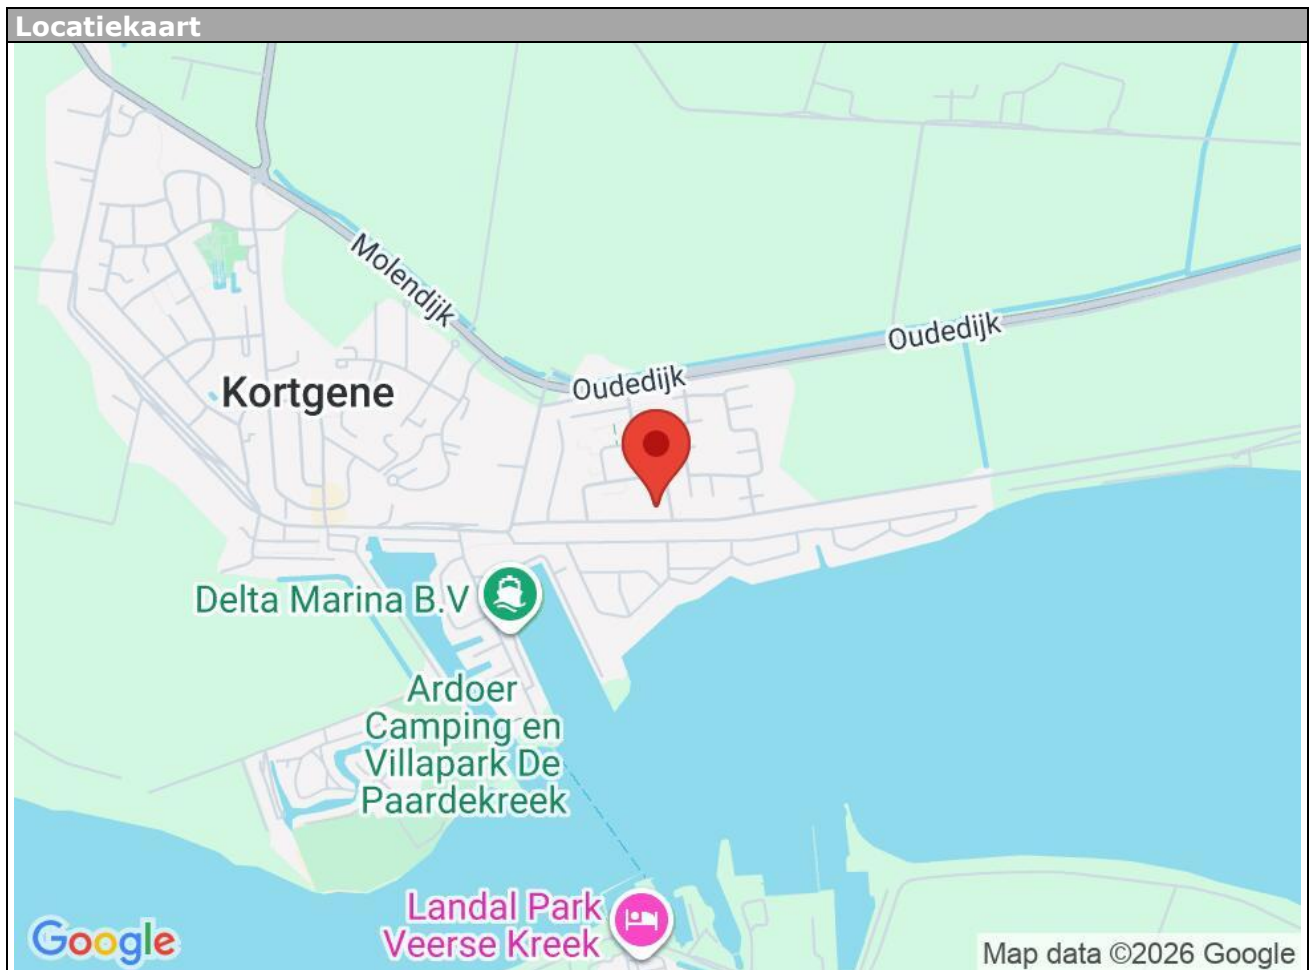 Locatiekaart
Molendijk
Oudedijk
Oudedijk
Kortgene
Delta Marina B.V
Ardoer
Camping en
Villapark De
Paardekreek
Landal Park
Veerse Kreek
Google
Map data ©2026 Google